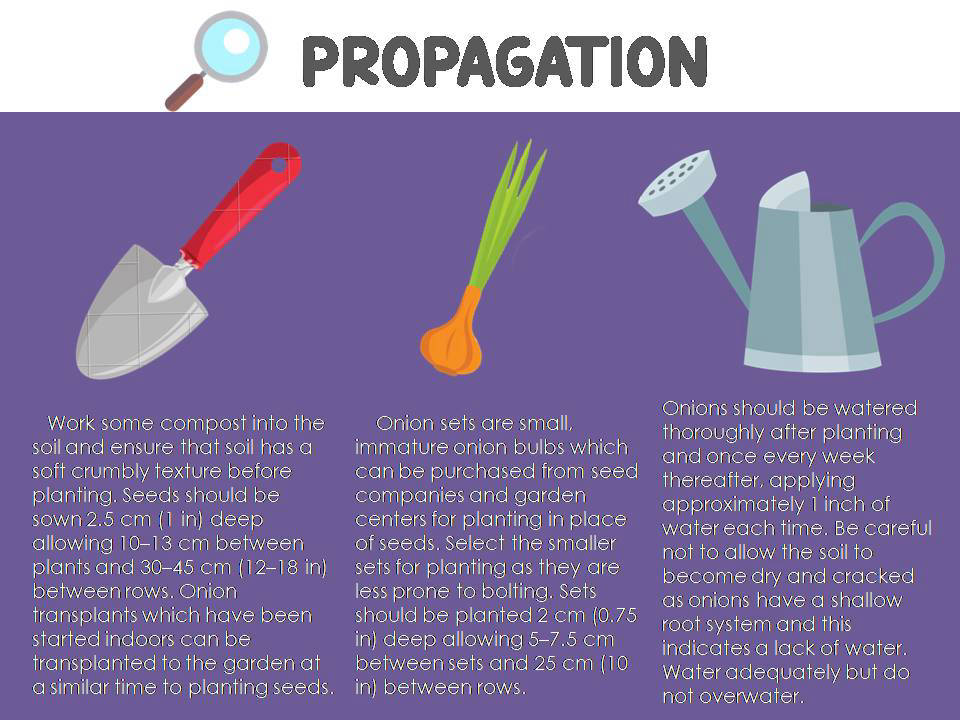 PROPAGATION
Work some compost into the
soil and ensure that soil has a
soft crumbly texture before
planting. Seeds should be
sown 2.5 cm (1 in) deep
allowing 10–13 cm between
plants and 30–45 cm (12–18 in)
between rows. Onion
transplants which have been
started indoors can be
transplanted to the garden at
a similar time to planting seeds.
Onion sets are small,
immature onion bulbs which
can be purchased from seed
companies and garden
centers for planting in place
of seeds. Select the smaller
sets for planting as they are
less prone to bolting. Sets
should be planted 2 cm (0.75
in) deep allowing 5–7.5 cm
between sets and 25 cm (10
in) between rows.
Onions should be watered
thoroughly after planting
and once every week
thereafter, applying
approximately 1 inch of
water each time. Be careful
not to allow the soil to
become dry and cracked
as onions have a shallow
root system and this
indicates a lack of water.
Water adequately but do
not overwater.